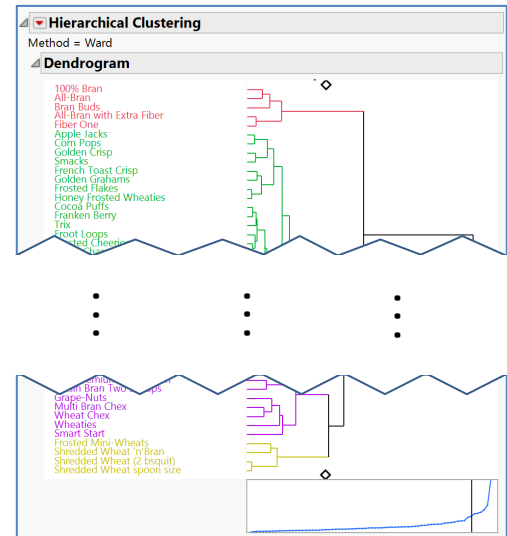 Hierarchical Clustering
Method = Ward
Dendrogram
100% Bran
All-Bran
Bran Buds
All-Bran with Extra Fiber
Fiber One
Apple Jacks
Corn Pops
Golden Crisp
Smacks
French Toast Crisp
Golden Grahams
Frosted Flakes
Honey Frosted Wheaties
Cocoa Puffs
Franken Berry
Trix
Froot Loops
Bran Two
Grape-Nuts
Multi Bran Chex
Wheat Chex
Wheaties
Smart Start
Frosted Mini-Wheats
Shredded Wheat 'n'Bran
Shredded Wheat (2 bsquit)
Shredded Wheat spoon size